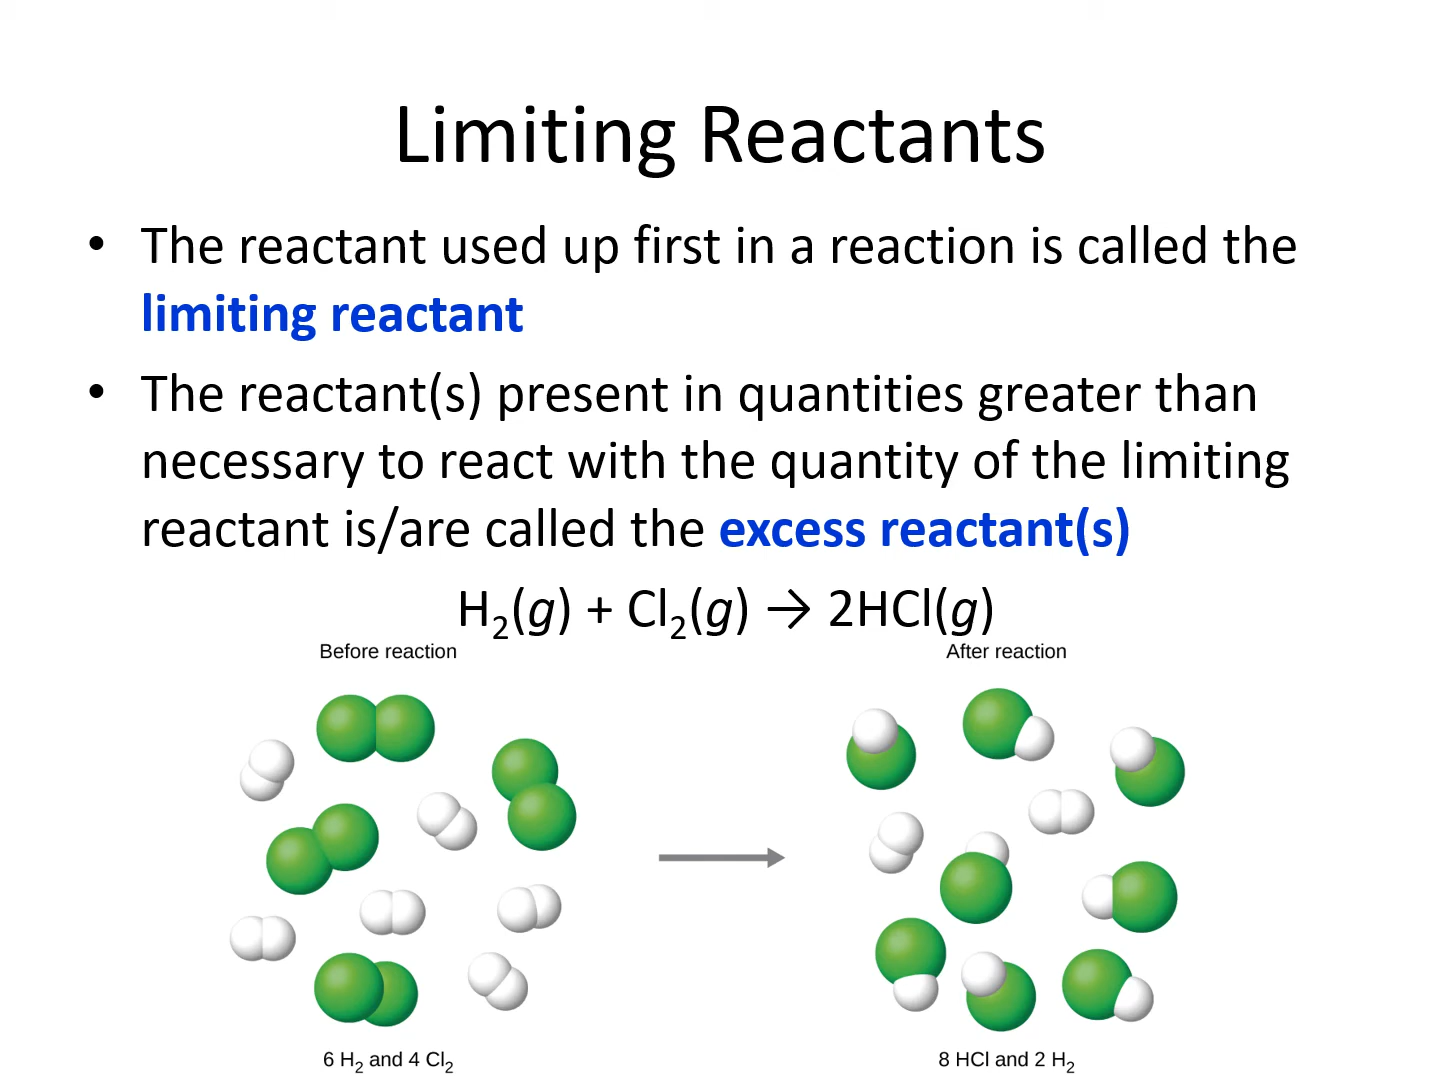 Limiting Reactants
• The reactant used up first in a reaction is called the
limiting reactant
• The reactant(s) present in quantities greater than
necessary to react with the quantity of the limiting
reactant is/are called the excess reactant(s)
H₂(g) + Cl₂(g) → 2HCl(g)
Before reaction
After reaction
6 H₂ and 4 Cl₂
8 HCl and 2 H₂